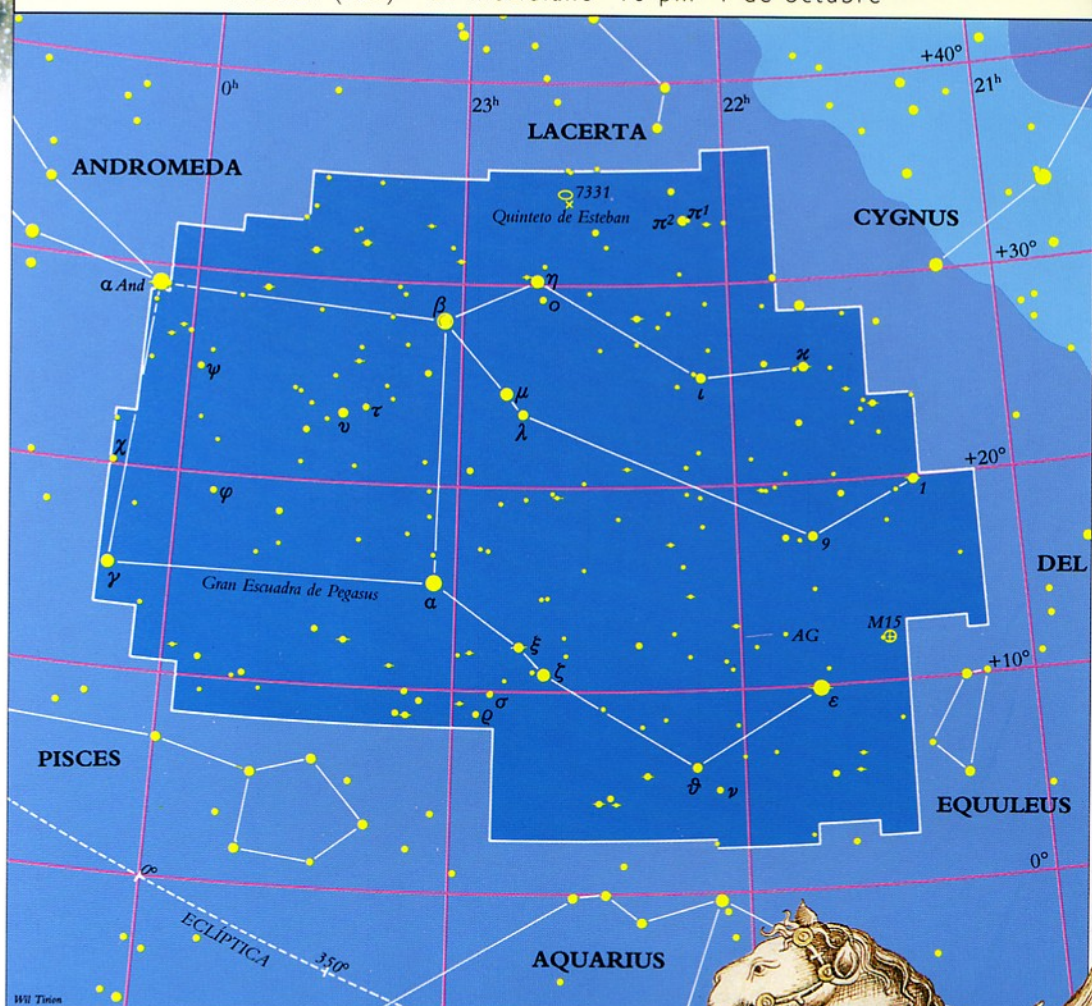 +40°
0ʰ
23ʰ
22ʰ
21ʰ
LACERTA
ANDROMEDA
7331
Quinteto de Esteban
π² π¹
CYGNUS
+30°
α And
η
ο
β
ψ
ϰ
ι
μ
τ
υ
λ
χ
+20°
φ
1
9
γ
Gran Escuadra de Pegasus
α
DEL
M15
AG
ξ
+10°
ζ
σ
ε
ϱ
PISCES
ϑ
ν
EQUULEUS
0°
0°
ECLÍPTICA
350°
AQUARIUS
Wil Tirion